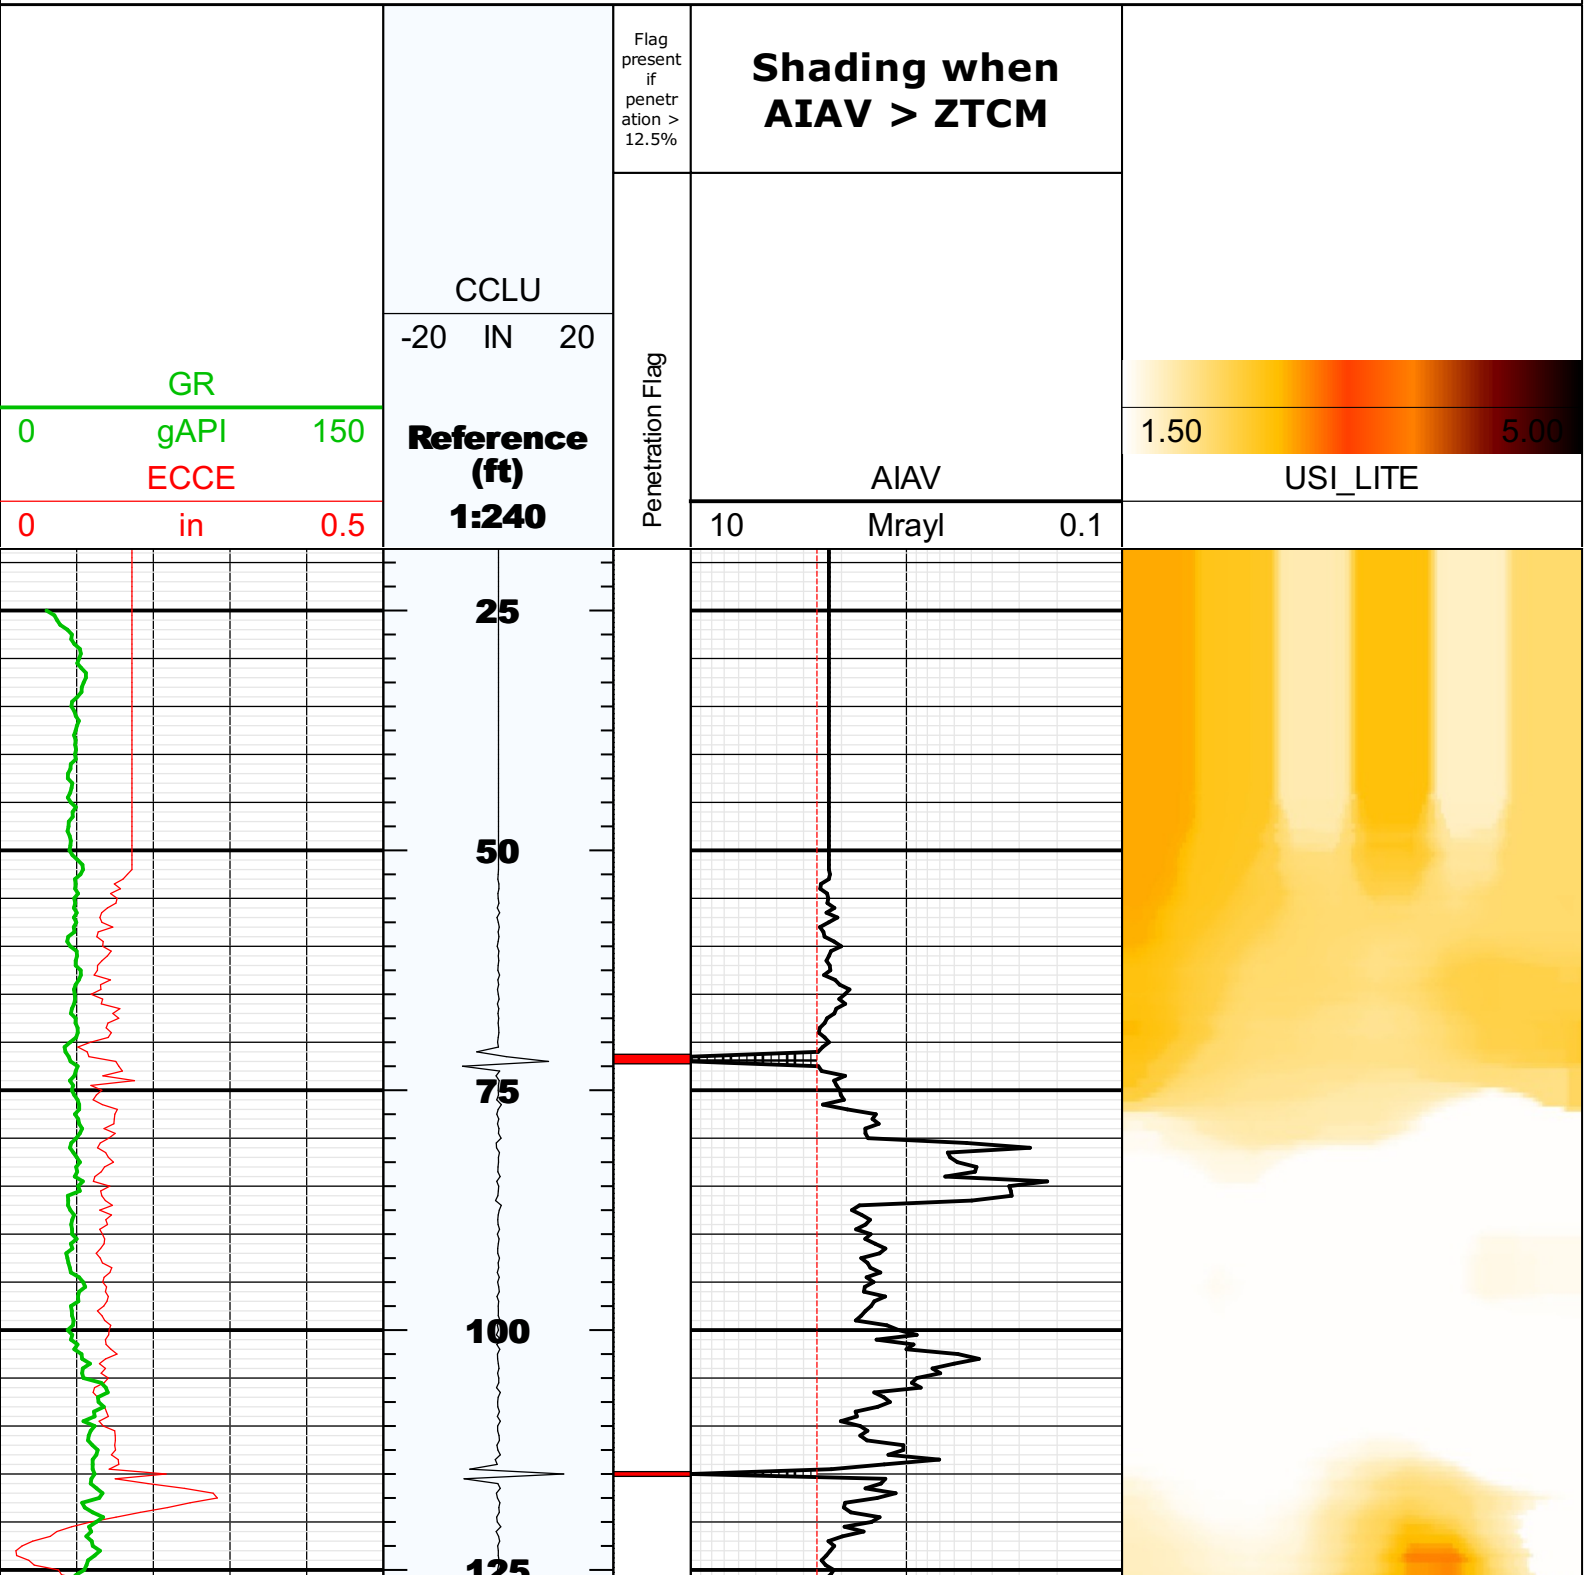 Flag
present
if
penetr
ation >
12.5%
Shading when
AIAV > ZTCM
CCLU
-20 IN 20
GR
0 gAPI 150
ECCE
0 in 0.5
Reference
(ft)
1:240
Penetration Flag
AIAV
10 Mrayl 0.1
1.50 5.00
USI_LITE
25
50
75
100
125